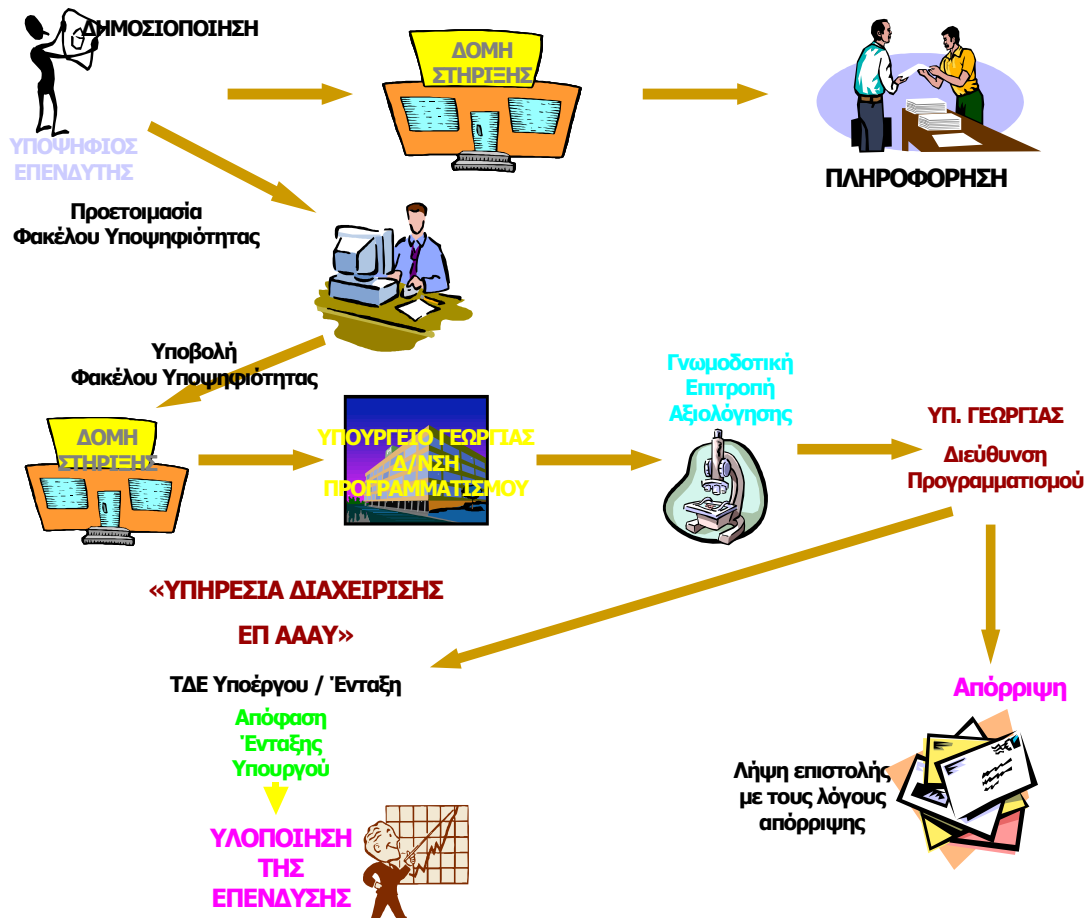 ΔΗΜΟΣΙΟΠΟΙΗΣΗ
ΔΟΜΗ
ΣΤΗΡΙΞΗΣ
ΥΠΟΨΗΦΙΟΣ
ΕΠΕΝΔΥΤΗΣ
ΠΛΗΡΟΦΟΡΗΣΗ
Προετοιμασία
Φακέλου Υποψηφιότητας
Υποβολή
Φακέλου Υποψηφιότητας
ΔΟΜΗ
ΣΤΗΡΙΞΗΣ
ΥΠΟΥΡΓΕΙΟ ΓΕΩΡΓΙΑΣ
Δ/ΝΣΗ
ΠΡΟΓΡΑΜΜΑΤΙΣΜΟΥ
Γνωμοδοτική
Επιτροπή
Αξιολόγησης
ΥΠ. ΓΕΩΡΓΙΑΣ
Διεύθυνση
Προγραμματισμού
«ΥΠΗΡΕΣΙΑ ΔΙΑΧΕΙΡΙΣΗΣ
ΕΠ ΑΑΑΥ»
ΤΔΕ Υποέργου / Ένταξη
Απόφαση
Ένταξης
Υπουργού
ΥΛΟΠΟΙΗΣΗ
ΤΗΣ
ΕΠΕΝΔΥΣΗΣ
Απόρριψη
Λήψη επιστολής
με τους λόγους
απόρριψης